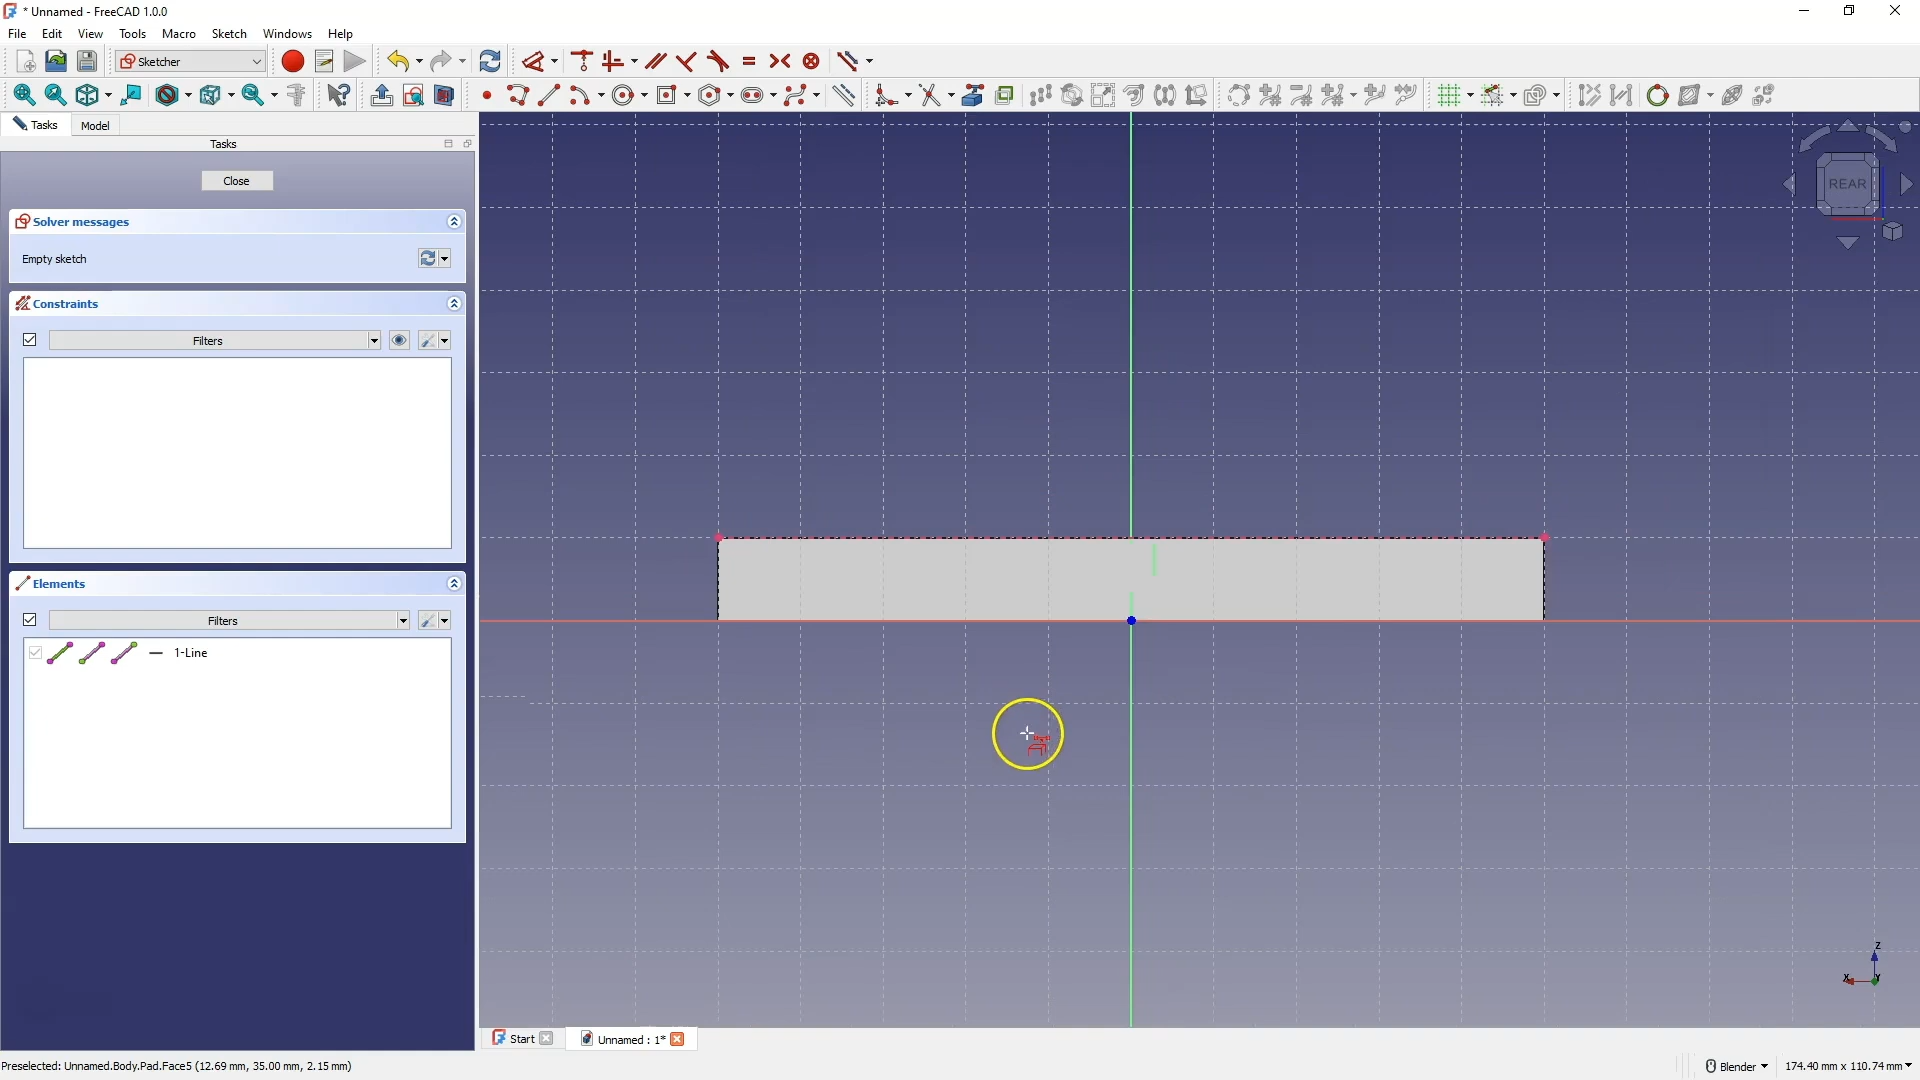 * Unnamed - FreeCAD 1.0.0
File Edit View Tools Macro Sketch Windows Help
Sketcher
Tasks Model
Tasks
Close
Solver messages
Empty sketch
Constraints
Filters
Elements
Filters
1-Line
REAR
Z
X
Y
Start
Unnamed : 1*
Preselected: Unnamed.Body.Pad.Face5 (12.69 mm, 35.00 mm, 2.15 mm)
Blender
174.40 mm x 110.74 mm